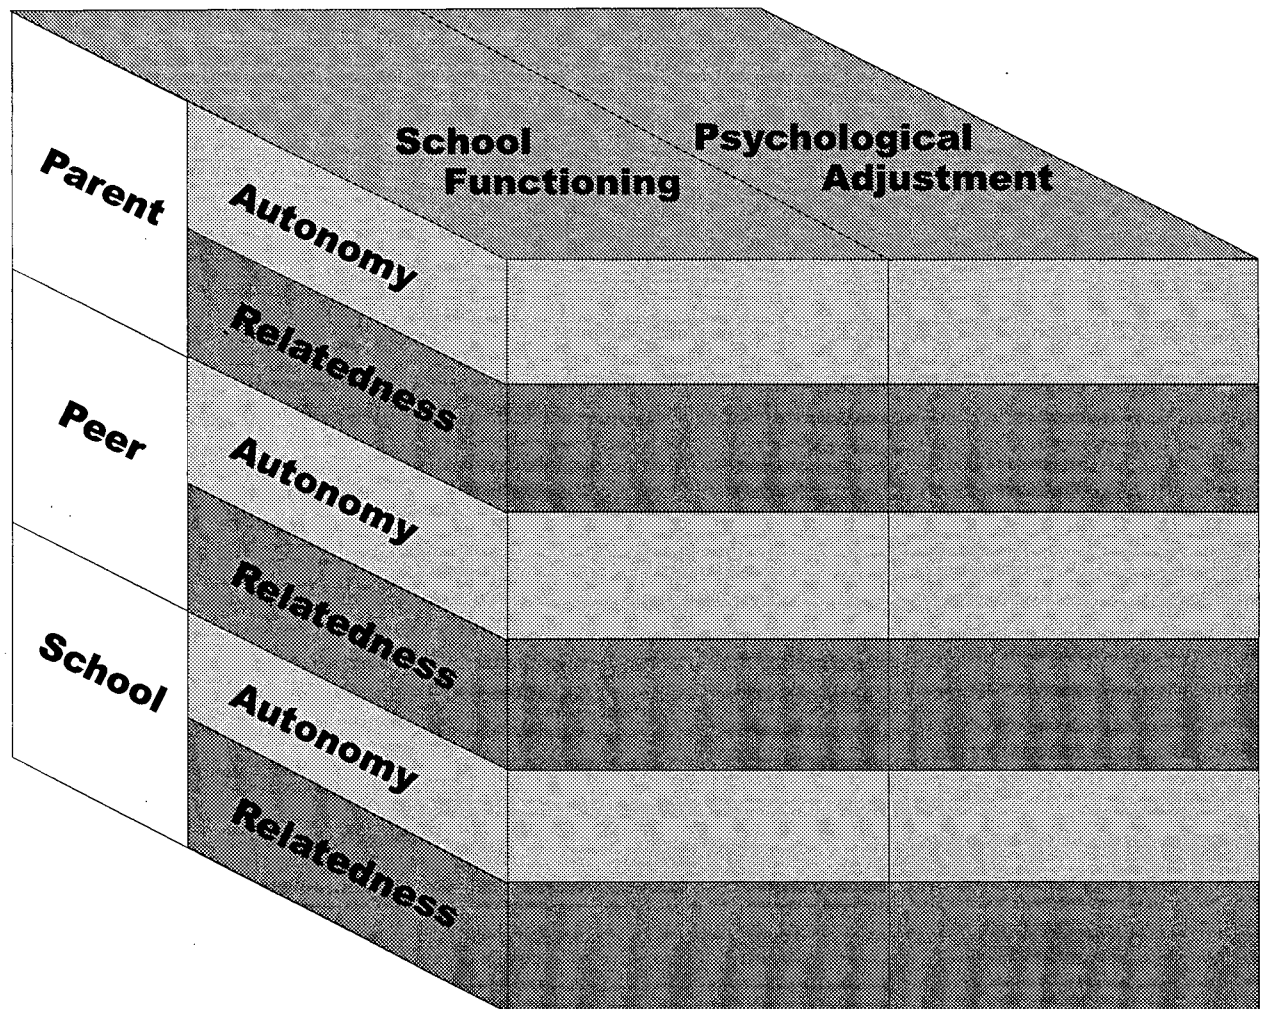 School
Functioning
Psychological
Adjustment
Parent
Autonomy
Relatedness
Peer
Autonomy
Relatedness
School
Autonomy
Relatedness